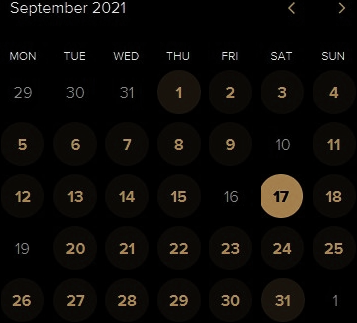 September 2021
MON TUE WED THU FRI SAT SUN
29 30 31 1 2 3 4
5 6 7 8 9 10 11
12 13 14 15 16 17 18
19 20 21 22 23 24 25
26 27 28 29 30 31 1